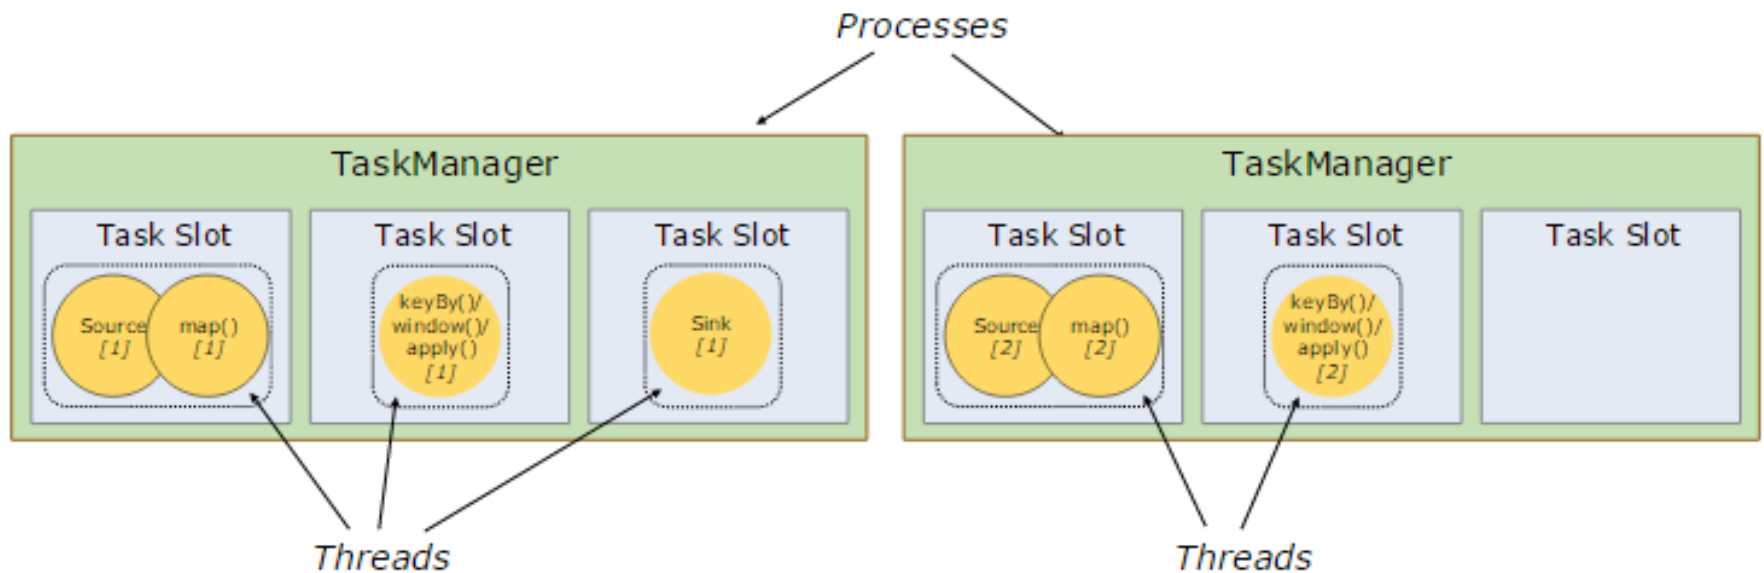 Processes
TaskManager
Task Slot
Source
[1]
map()
[1]
Task Slot
keyBy()/
window()/
apply()
[1]
Task Slot
Sink
[1]
TaskManager
Task Slot
Source
[2]
map()
[2]
Task Slot
keyBy()/
window()/
apply()
[2]
Task Slot
Threads
Threads